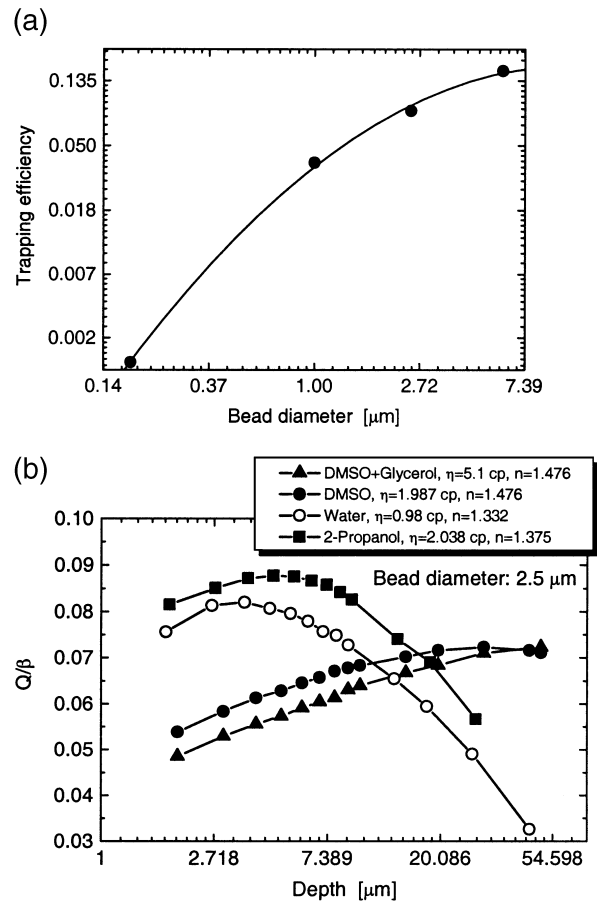 (a)
Trapping efficiency
0.135
0.050
0.018
0.007
0.002
0.14 0.37 1.00 2.72 7.39
Bead diameter [μm]
(b)
DMSO+Glycerol, η=5.1 cp, n=1.476
DMSO, η=1.987 cp, n=1.476
Water, η=0.98 cp, n=1.332
2-Propanol, η=2.038 cp, n=1.375
Bead diameter: 2.5 μm
Q/β
0.10
0.09
0.08
0.07
0.06
0.05
0.04
0.03
1 2.718 7.389 20.086 54.598
Depth [μm]